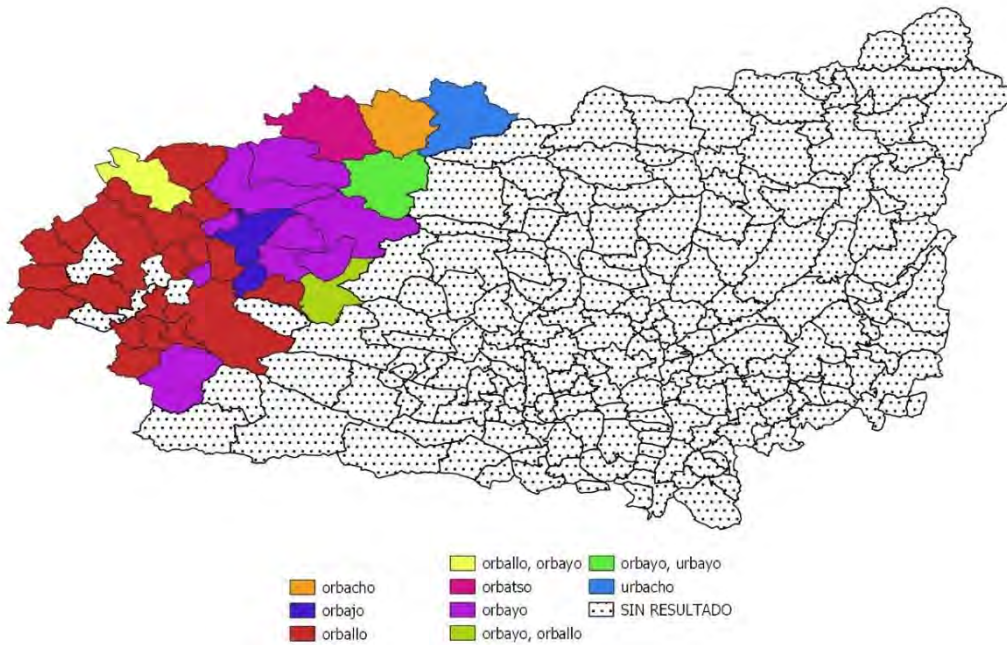 orbacho
orbajo
orballo
orballo, orbayo
orbatso
orbayo
orbayo, orballo
orbayo, urbayo
urbacho
SIN RESULTADO